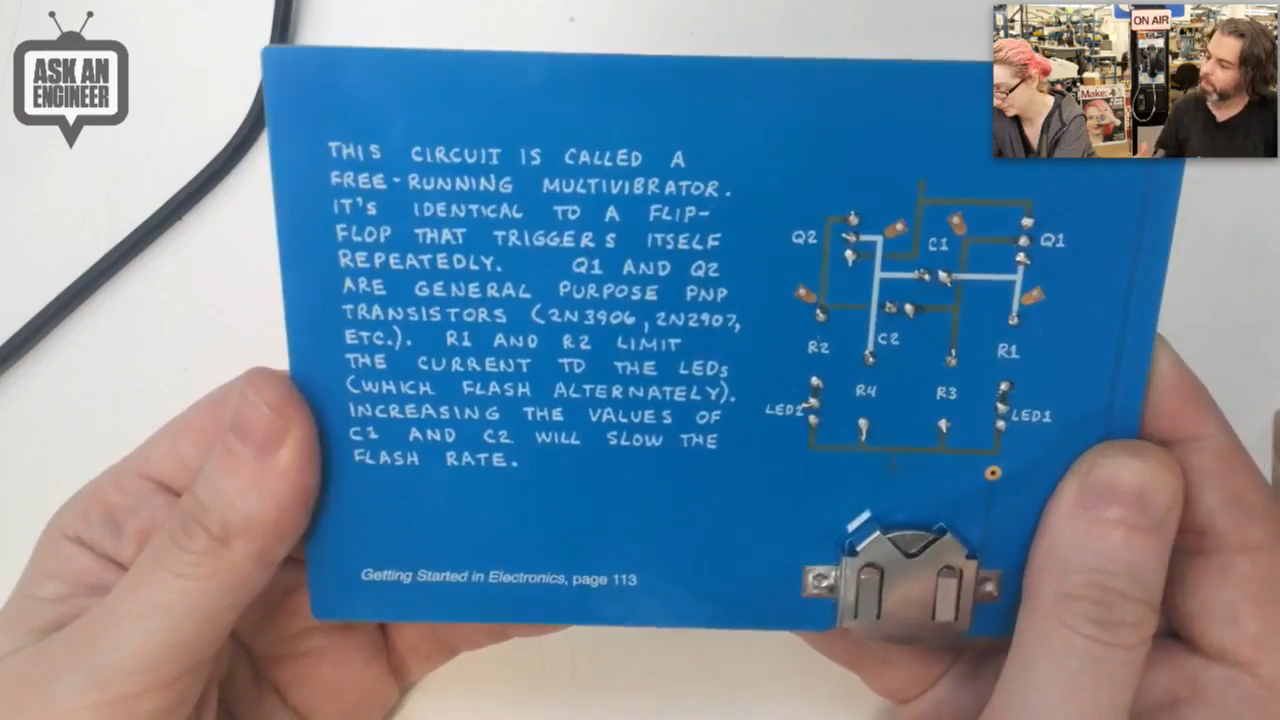 ASK AN
ENGINEER
ON AIR
Make:
THIS CIRCUIT IS CALLED A
FREE-RUNNING MULTIVIBRATOR.
IT'S IDENTICAL TO A FLIP-
FLOP THAT TRIGGERS ITSELF
REPEATEDLY. Q1 AND Q2
ARE GENERAL PURPOSE PNP
TRANSISTORS (2N3906, 2N2907,
ETC.). R1 AND R2 LIMIT
THE CURRENT TO THE LEDs
(WHICH FLASH ALTERNATELY).
INCREASING THE VALUES OF
C1 AND C2 WILL SLOW THE
FLASH RATE.
Getting Started in Electronics, page 113
Q2
C1
Q1
R2
C2
R1
R4
R3
LED2
LED1